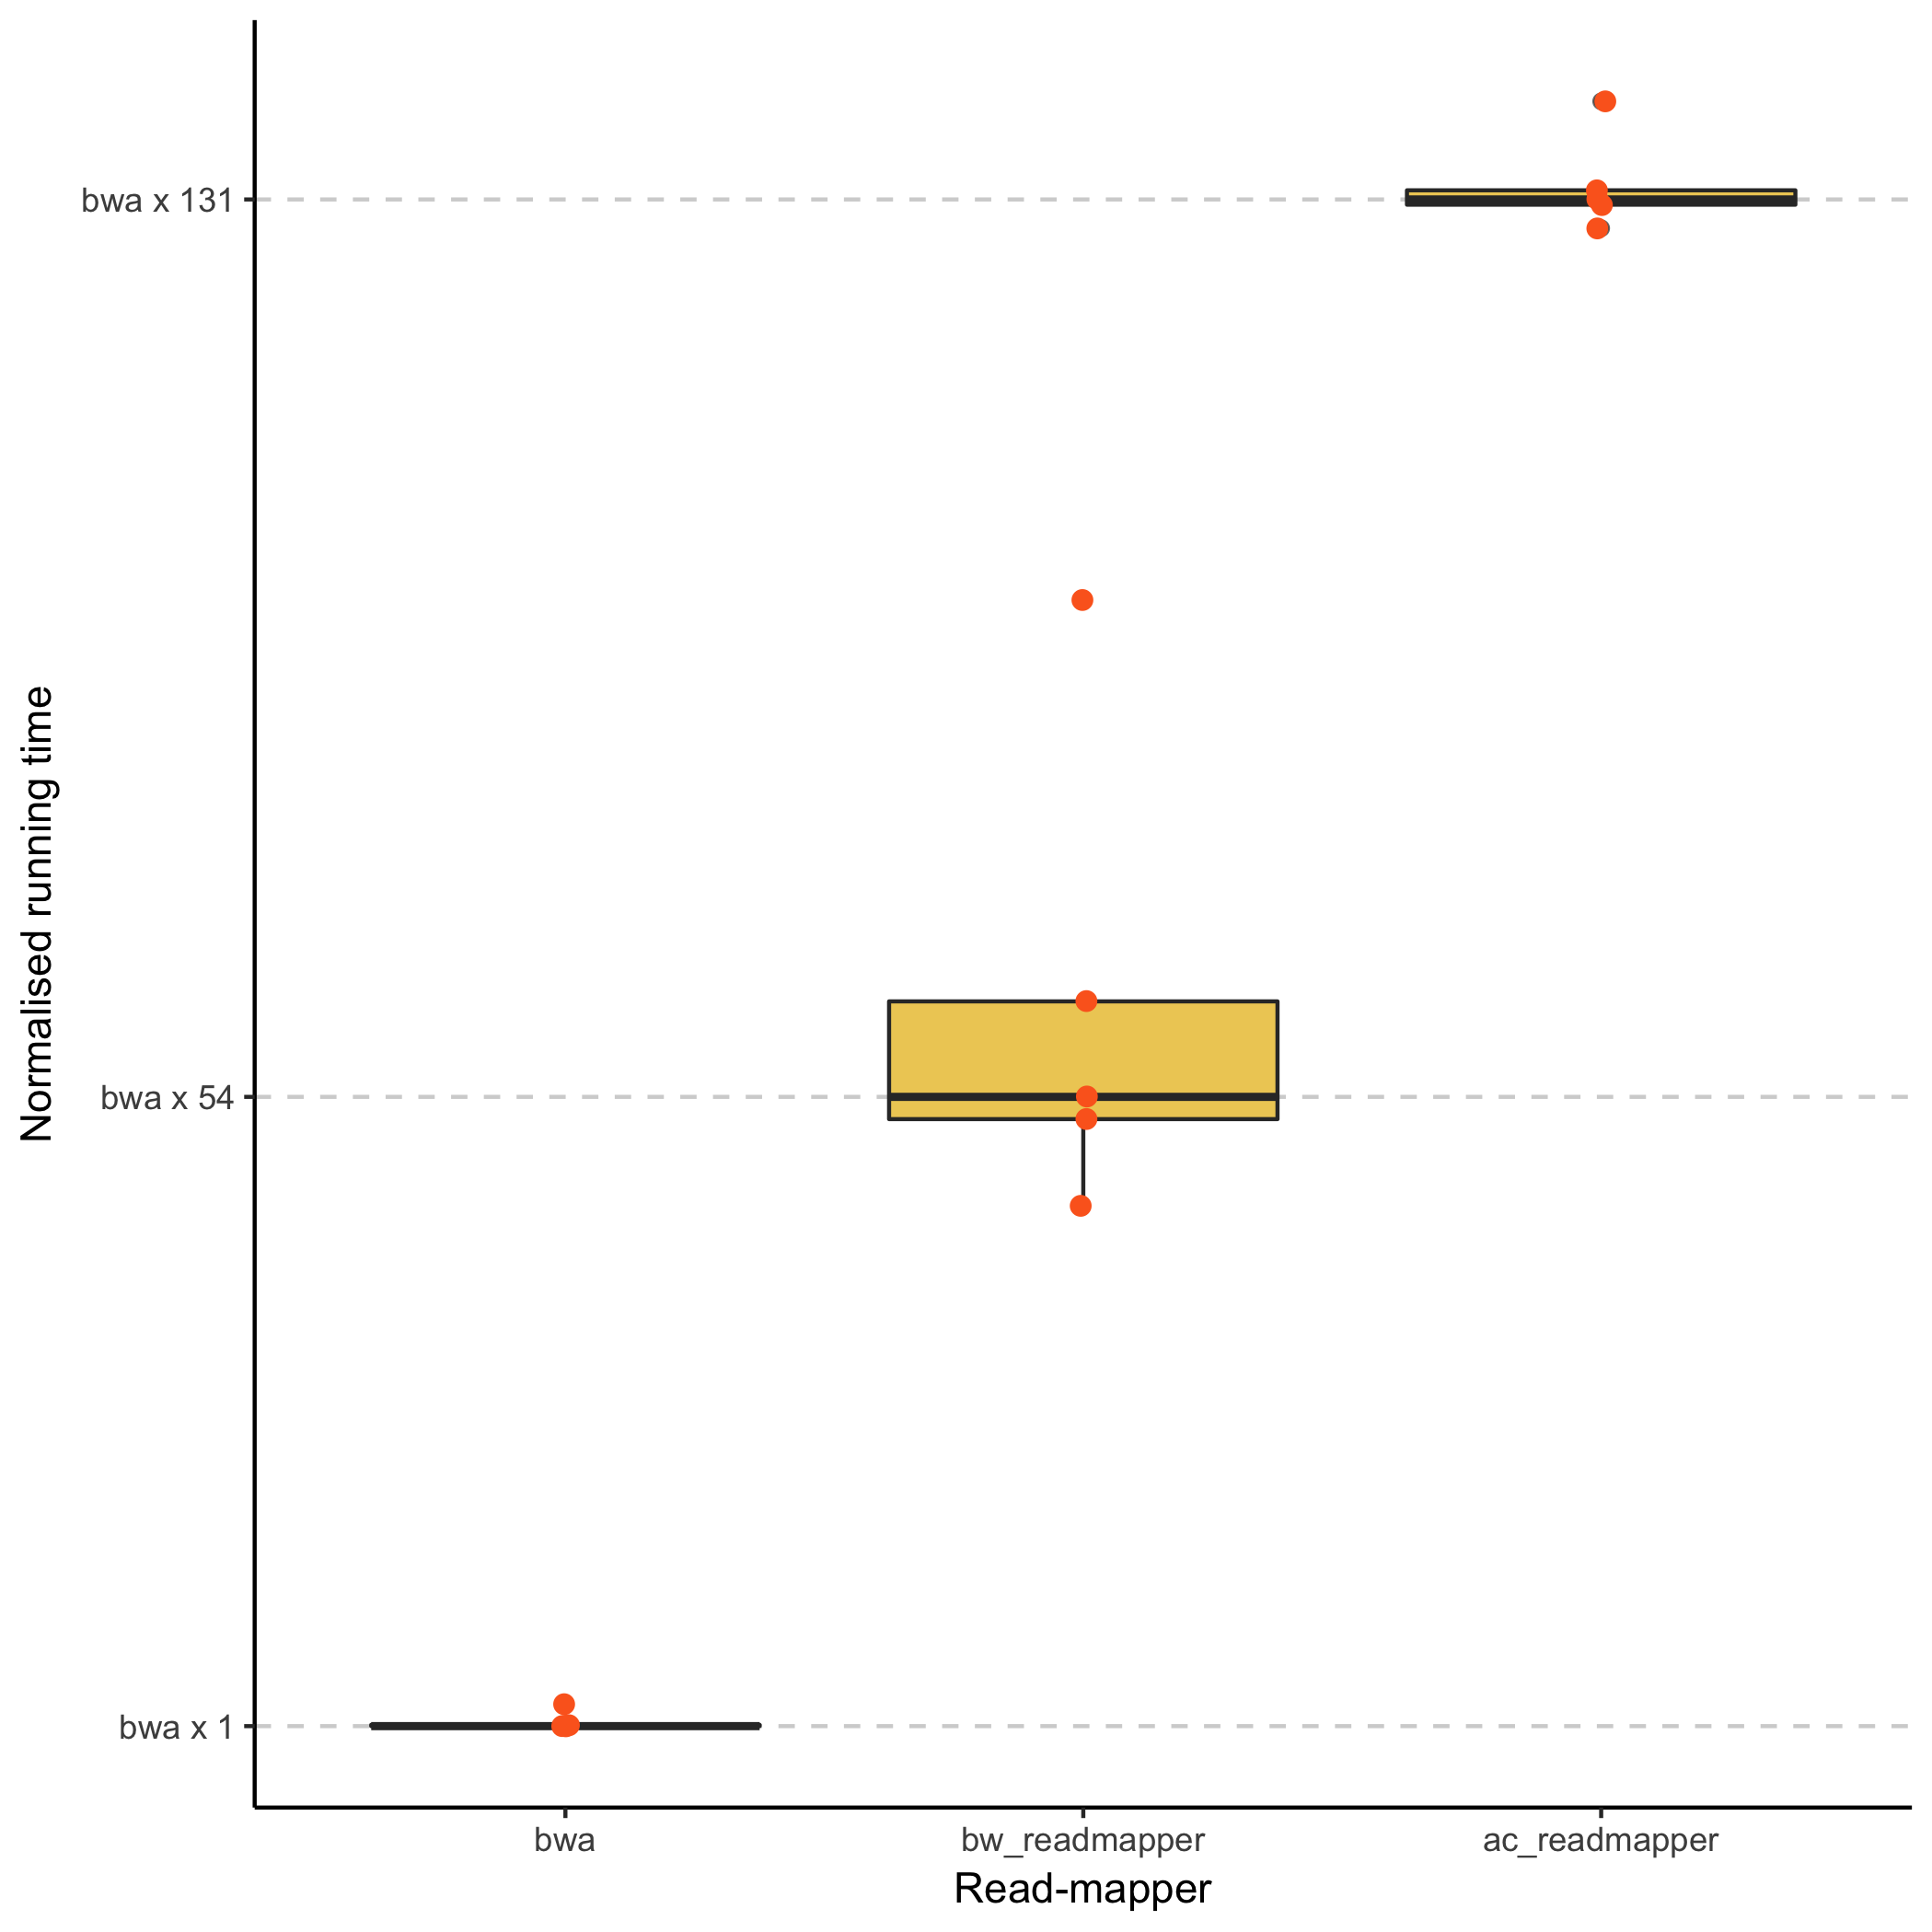 Normalised running time
bwa x 131
bwa x 54
bwa x 1
bwa
bw_readmapper
ac_readmapper
Read-mapper